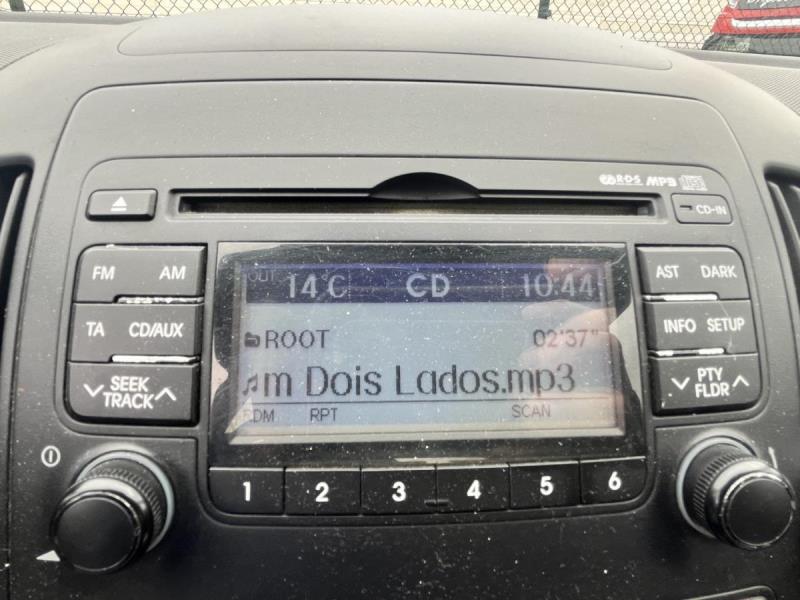 R·D·S MP3
CD-IN
FM AM
AST DARK
TA CD/AUX
INFO SETUP
SEEK
TRACK
PTY
FLDR
OUT 14°C CD 10:44
ROOT 02'37"
m Dois Lados.mp3
RDM RPT SCAN
1 2 3 4 5 6